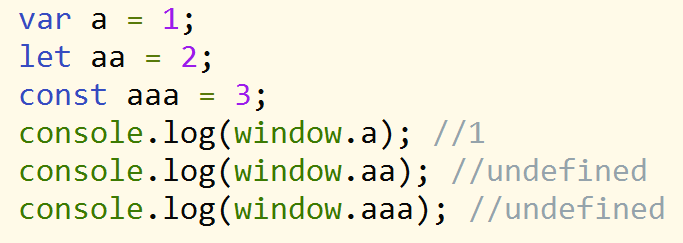 var a = 1;
let aa = 2;
const aaa = 3;
console.log(window.a); //1
console.log(window.aa); //undefined
console.log(window.aaa); //undefined